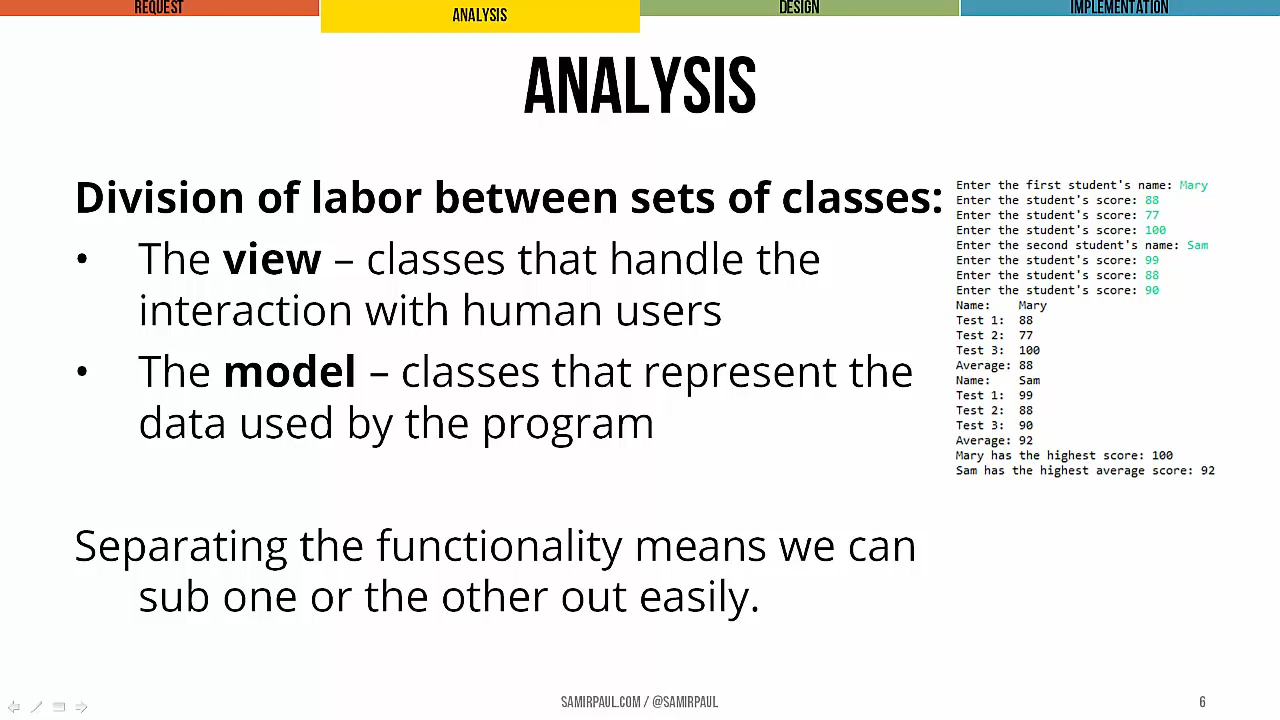 REQUEST
ANALYSIS
DESIGN
IMPLEMENTATION
ANALYSIS
Division of labor between sets of classes:
• The view – classes that handle the
interaction with human users
• The model – classes that represent the
data used by the program
Separating the functionality means we can
sub one or the other out easily.
Enter the first student's name: Mary
Enter the student's score: 88
Enter the student's score: 77
Enter the student's score: 100
Enter the second student's name: Sam
Enter the student's score: 99
Enter the student's score: 88
Enter the student's score: 90
Name: Mary
Test 1: 88
Test 2: 77
Test 3: 100
Average: 88
Name: Sam
Test 1: 99
Test 2: 88
Test 3: 90
Average: 92
Mary has the highest score: 100
Sam has the highest average score: 92
SAMIRPAUL.COM / @SAMIRPAUL
6